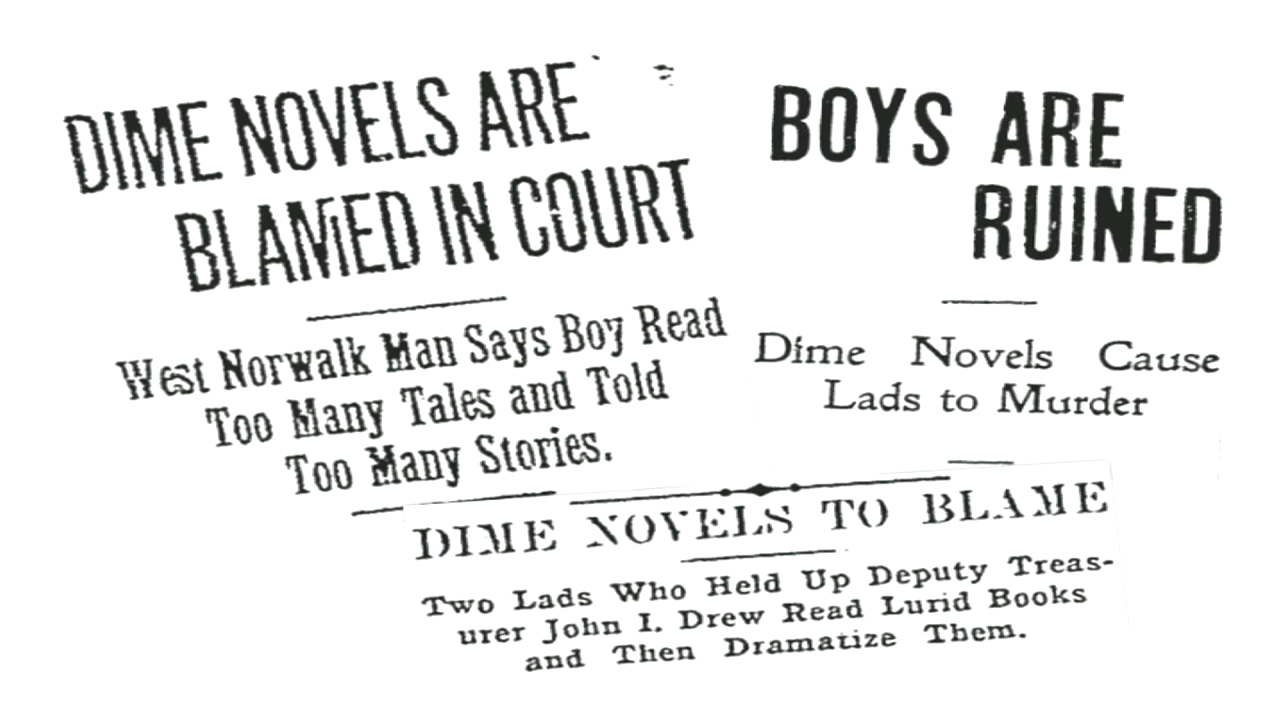 DIME NOVELS ARE
BLAMED IN COURT
West Norwalk Man Says Boy Read
Too Many Tales and Told
Too Many Stories.
BOYS ARE
RUINED
Dime Novels Cause
Lads to Murder
DIME NOVELS TO BLAME
Two Lads Who Held Up Deputy Treas-
urer John I. Drew Read Lurid Books
and Then Dramatize Them.